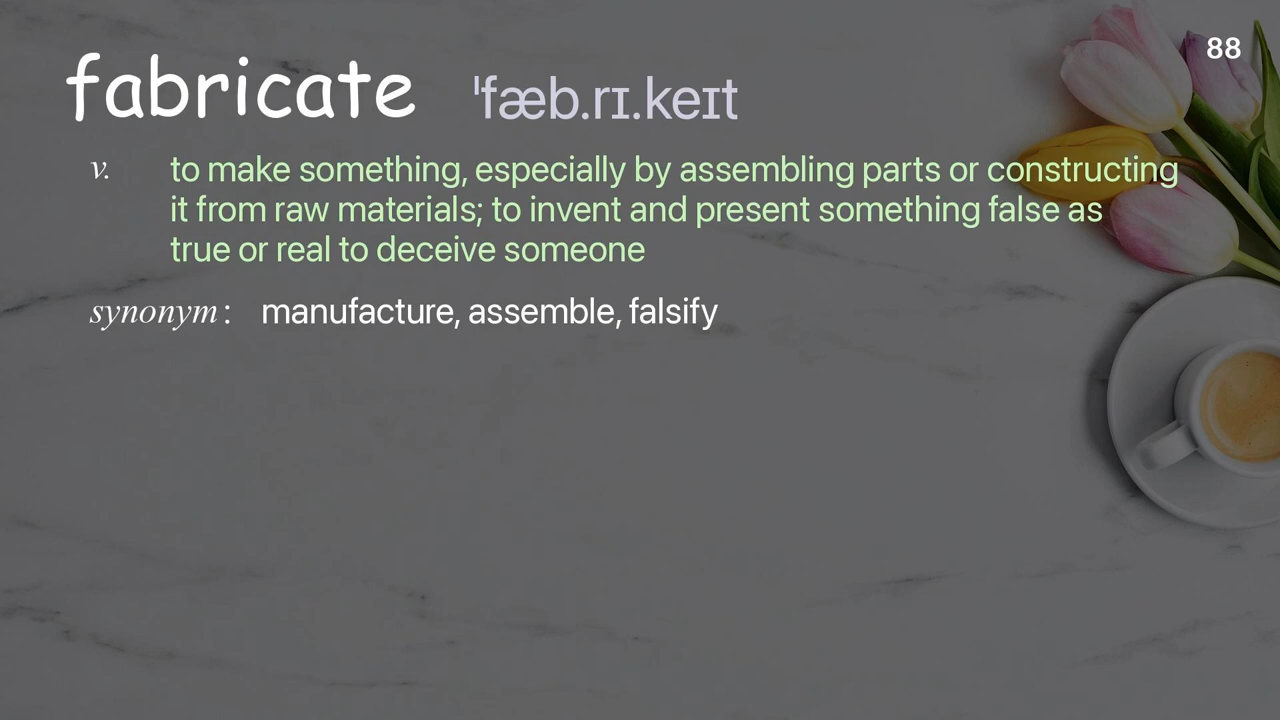 88
fabricate ˈfæb.rɪ.keɪt
v. to make something, especially by assembling parts or constructing
it from raw materials; to invent and present something false as
true or real to deceive someone
synonym : manufacture, assemble, falsify